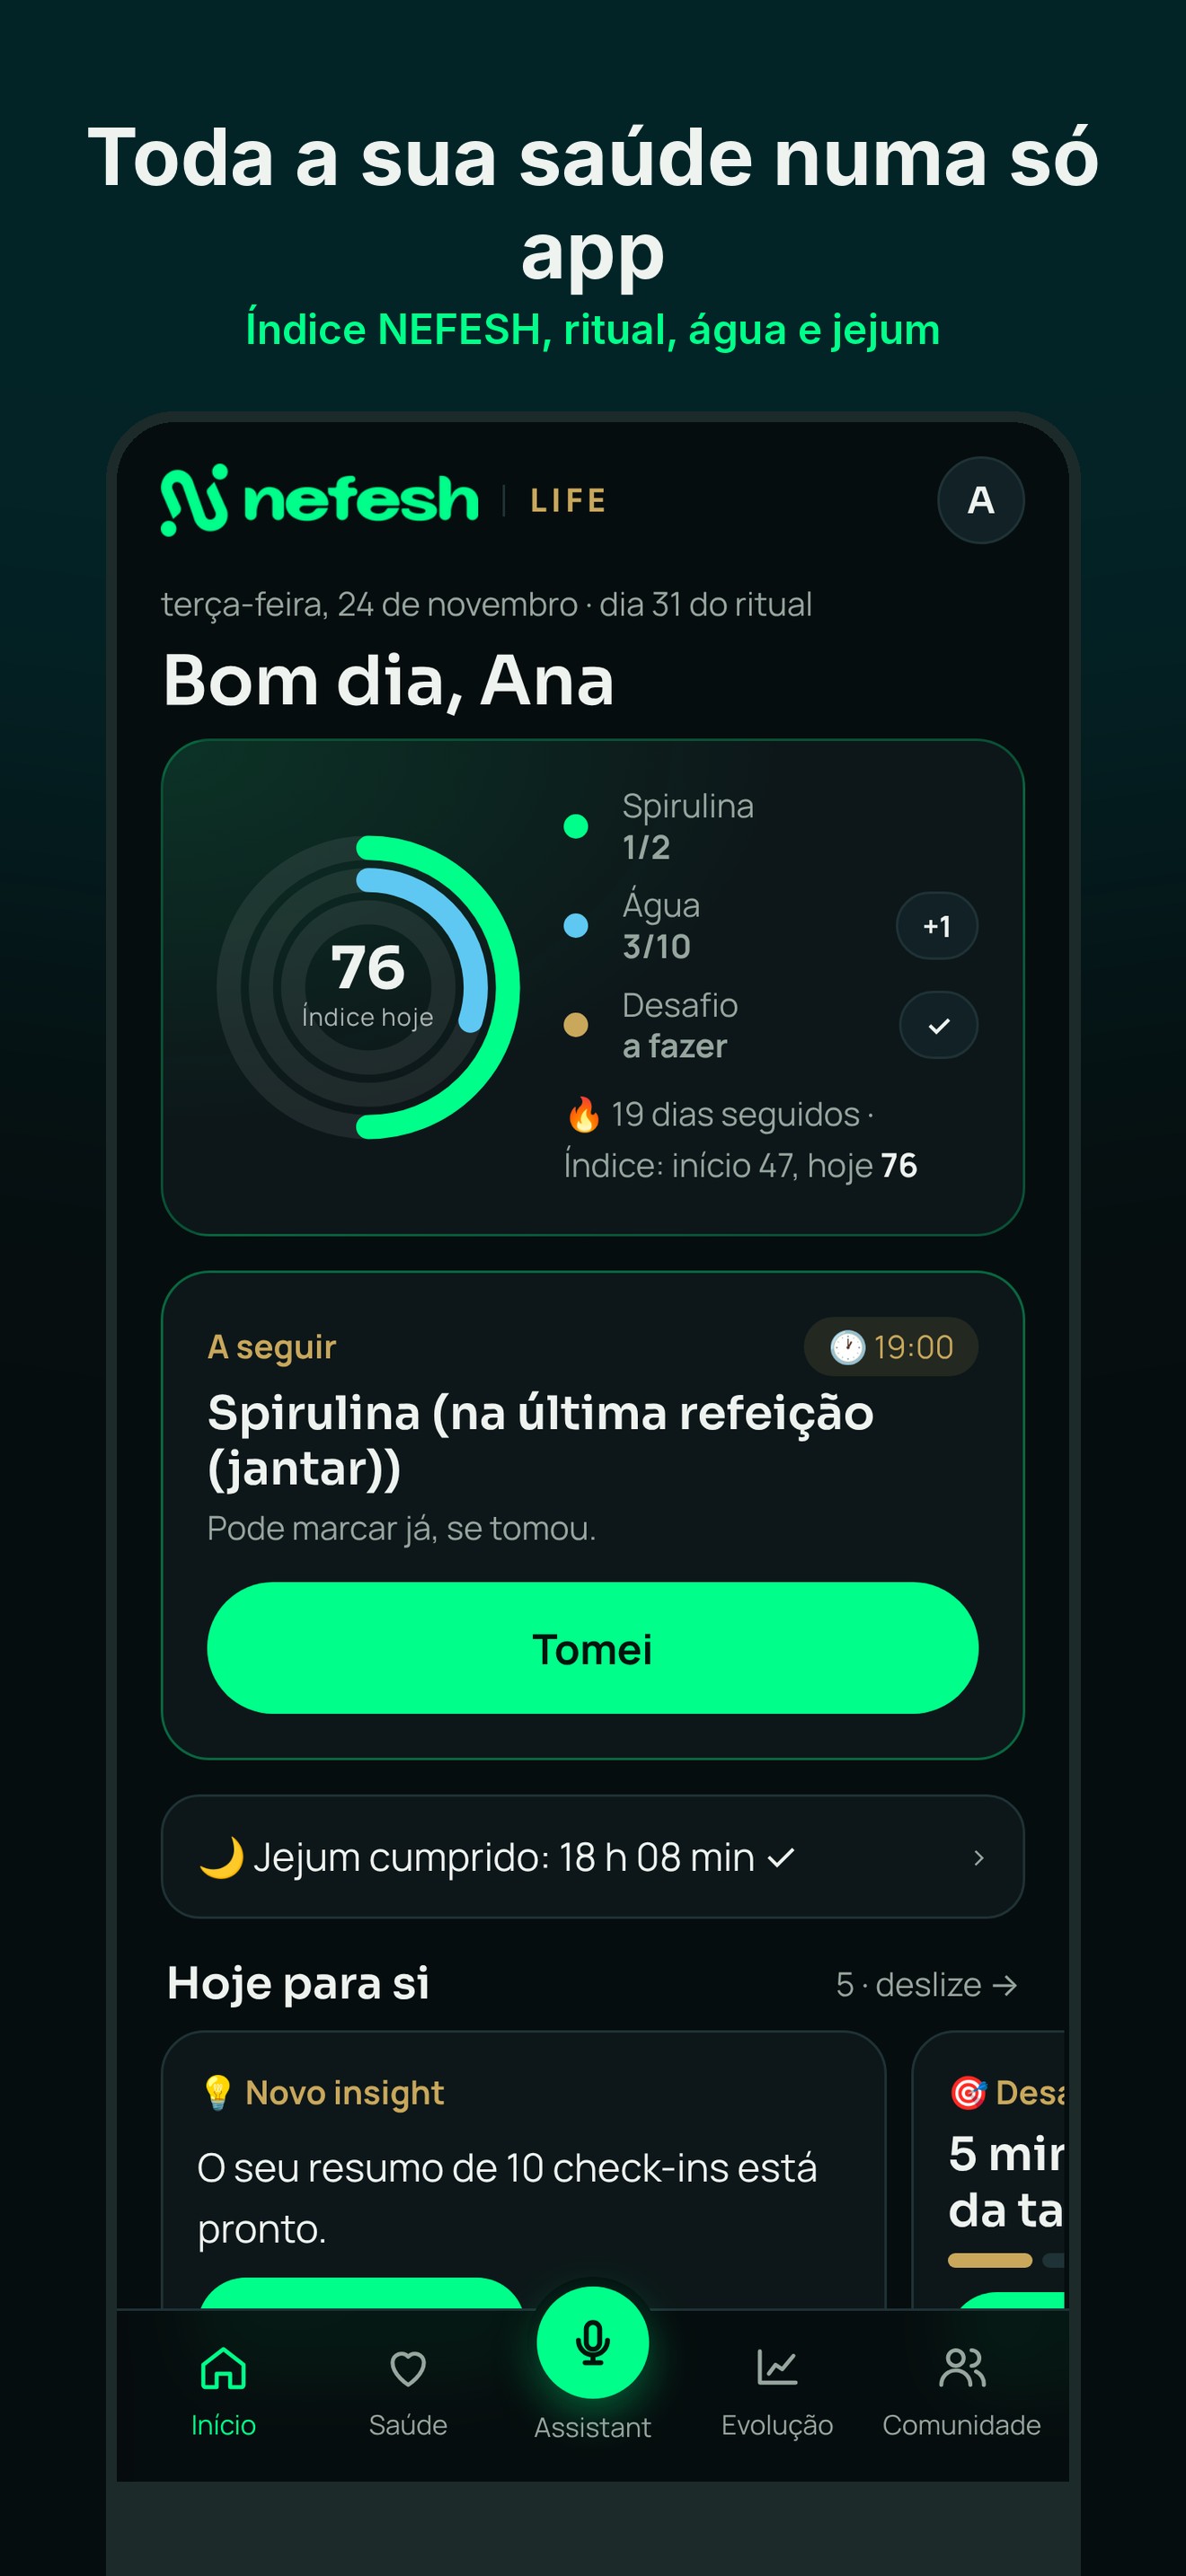 Toda a sua saúde numa só
app
Índice NEFESH, ritual, água e jejum
nefesh | LIFE
A
terça-feira, 24 de novembro · dia 31 do ritual
Bom dia, Ana
76
Índice hoje
Spirulina
1/2
Água
3/10
+1
Desafio
a fazer
✓
🔥 19 dias seguidos ·
Índice: início 47, hoje 76
A seguir
🕐 19:00
Spirulina (na última refeição
(jantar))
Pode marcar já, se tomou.
Tomei
🌙 Jejum cumprido: 18 h 08 min ✓ ›
Hoje para si
5 · deslize →
💡 Novo insight
O seu resumo de 10 check-ins está
pronto.
🎯
5
da
Início
Saúde
Assistant
Evolução
Comunidade